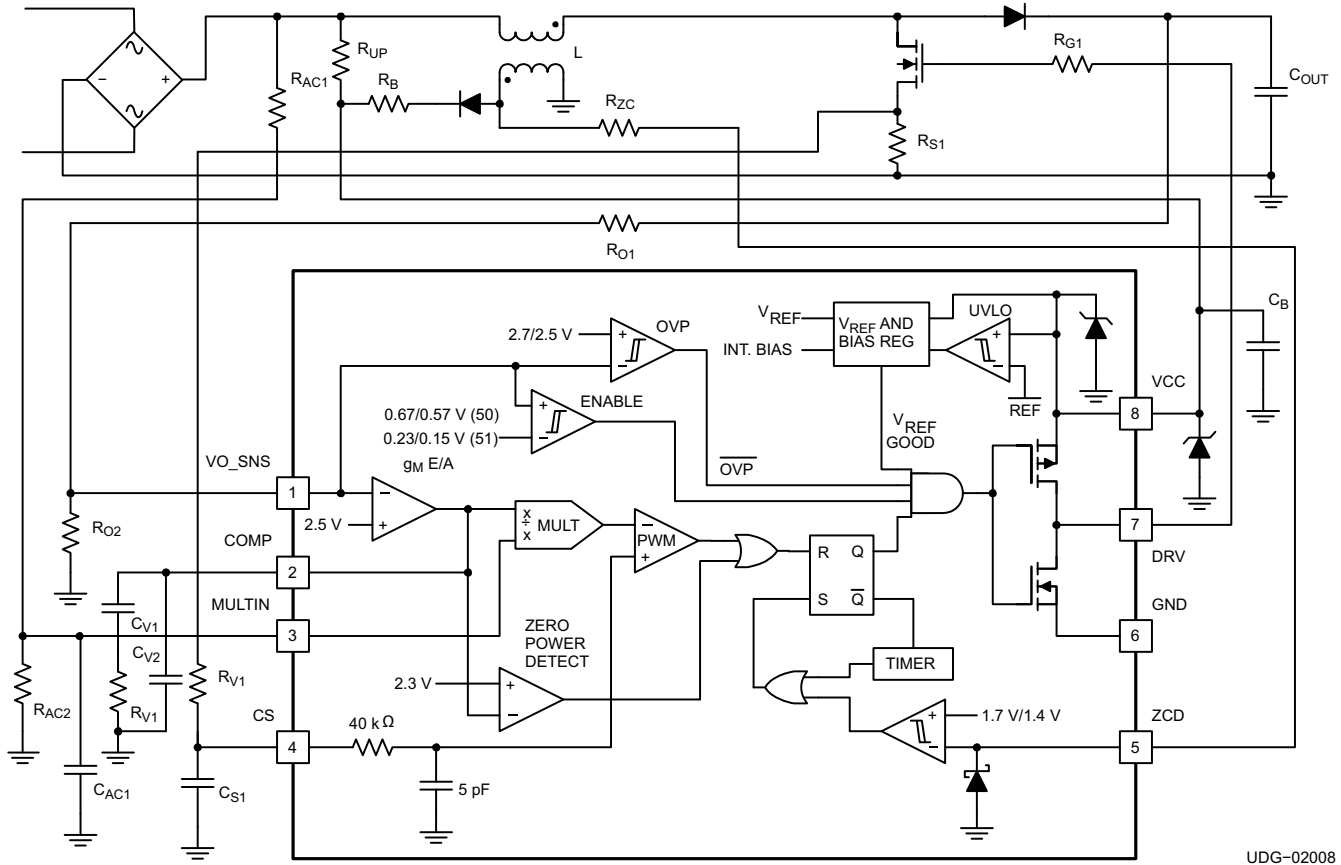 L
R_UP
R_G1
R_AC1
R_B
R_ZC
C_OUT
R_S1
R_O1
C_B
V_REF
V_REF AND
BIAS REG
UVLO
OVP
2.7/2.5 V
INT. BIAS
VCC
ENABLE
REF
8
0.67/0.57 V (50)
0.23/0.15 V (51)
V_REF
GOOD
g_M E/A
OVP
VO_SNS
1
2.5 V
x
÷
x
MULT
PWM
R_O2
7
DRV
COMP
2
R Q
S Q
MULTIN
GND
3
6
C_V1
ZERO
POWER
DETECT
C_V2
TIMER
R_V1
2.3 V
R_AC2
R_V1
CS
1.7 V/1.4 V
ZCD
40 k Ω
4
5
C_AC1
C_S1
5 pF
UDG−02008